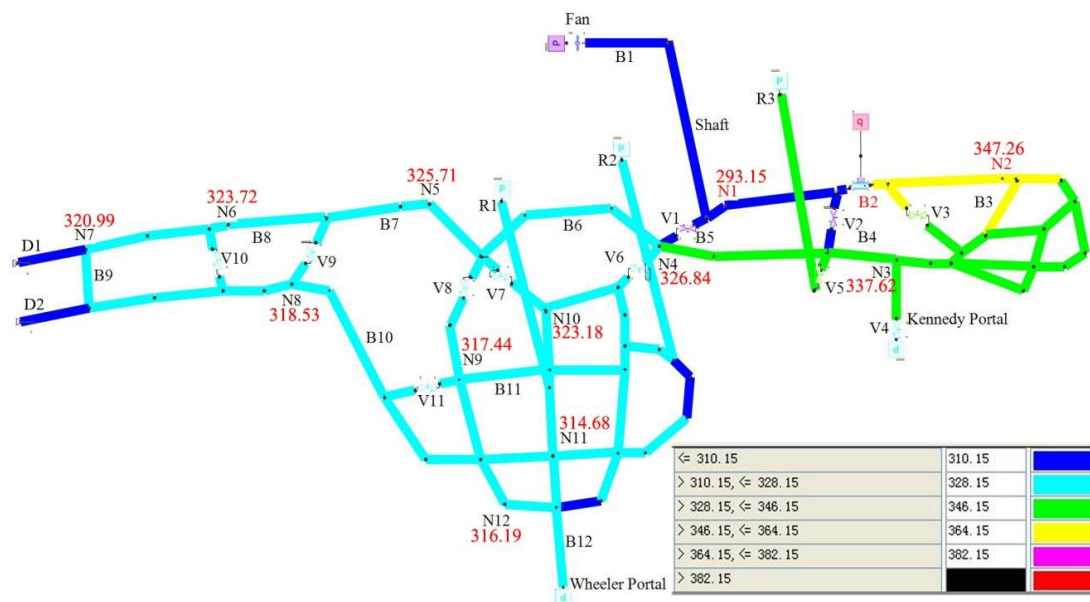 Fan
P
B1
P
R3
Shaft
q
R2
P
347.26
N2
293.15
N1
B2
B3
V3
325.71
N5
P
R1
323.72
N6
B7
B6
V1
B5
V2
B4
320.99
N7
D1
B8
V10
V9
V6
N4
326.84
V5
N3
337.62
B9
V8
V7
D2
N8
318.53
N10
323.18
V4
Kennedy Portal
d
B10
317.44
N9
V11
B11
314.68
N11
N12
316.19
B12
Wheeler Portal
d
<= 310.15 310.15
> 310.15, <= 328.15 328.15
> 328.15, <= 346.15 346.15
> 346.15, <= 364.15 364.15
> 364.15, <= 382.15 382.15
> 382.15